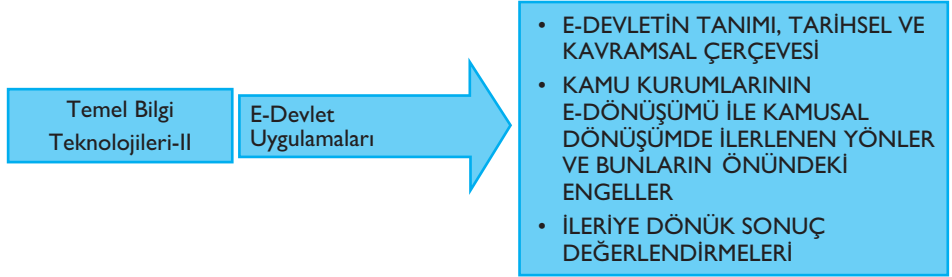 Temel Bilgi
Teknolojileri-II
E-Devlet
Uygulamaları
• E-DEVLETİN TANIMI, TARİHSEL VE
KAVRAMSAL ÇERÇEVESİ
• KAMU KURUMLARININ
E-DÖNÜŞÜMÜ İLE KAMUSAL
DÖNÜŞÜMDE İLERLENEN YÖNLER
VE BUNLARIN ÖNÜNDEKİ
ENGELLER
• İLERİYE DÖNÜK SONUÇ
DEĞERLENDİRMELERİ